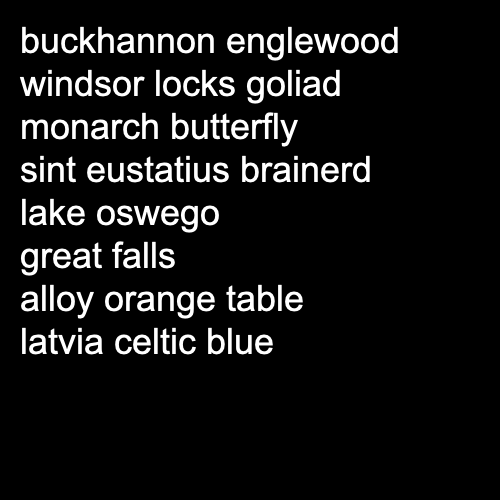 buckhannon englewood
windsor locks goliad
monarch butterfly
sint eustatius brainerd
lake oswego
great falls
alloy orange table
latvia celtic blue